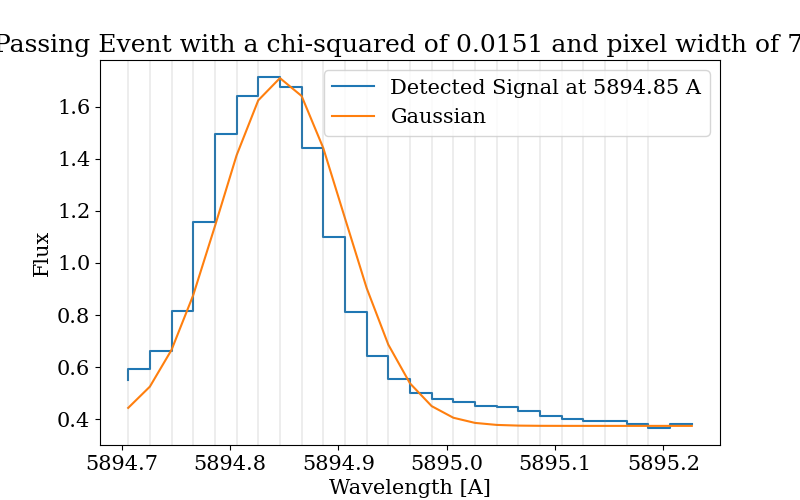 Passing Event with a chi-squared of 0.0151 and pixel width of 7
Detected Signal at 5894.85 A
Gaussian
Flux
1.6
1.4
1.2
1.0
0.8
0.6
0.4
5894.7 5894.8 5894.9 5895.0 5895.1 5895.2
Wavelength [A]